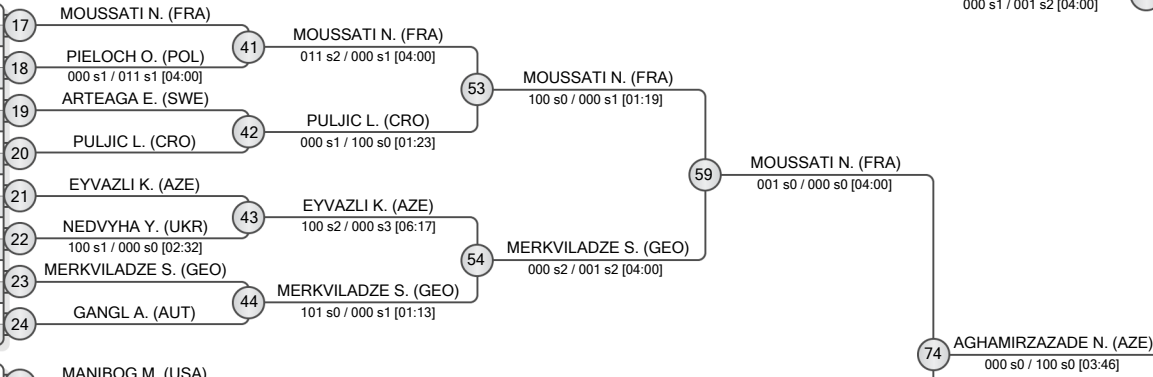 000 s1 / 001 s2 [04:00]
17
MOUSSATI N. (FRA)
41
MOUSSATI N. (FRA)
011 s2 / 000 s1 [04:00]
18
PIELOCH O. (POL)
000 s1 / 011 s1 [04:00]
53
MOUSSATI N. (FRA)
100 s0 / 000 s1 [01:19]
19
ARTEAGA E. (SWE)
42
PULJIC L. (CRO)
000 s1 / 100 s0 [01:23]
20
PULJIC L. (CRO)
59
MOUSSATI N. (FRA)
001 s0 / 000 s0 [04:00]
21
EYVAZLI K. (AZE)
43
EYVAZLI K. (AZE)
100 s2 / 000 s3 [06:17]
22
NEDVYHA Y. (UKR)
100 s1 / 000 s0 [02:32]
54
MERKVILADZE S. (GEO)
000 s2 / 001 s2 [04:00]
23
MERKVILADZE S. (GEO)
44
MERKVILADZE S. (GEO)
101 s0 / 000 s1 [01:13]
24
GANGL A. (AUT)
74
AGHAMIRZAZADE N. (AZE)
000 s0 / 100 s0 [03:46]
MANIBOG M. (USA)